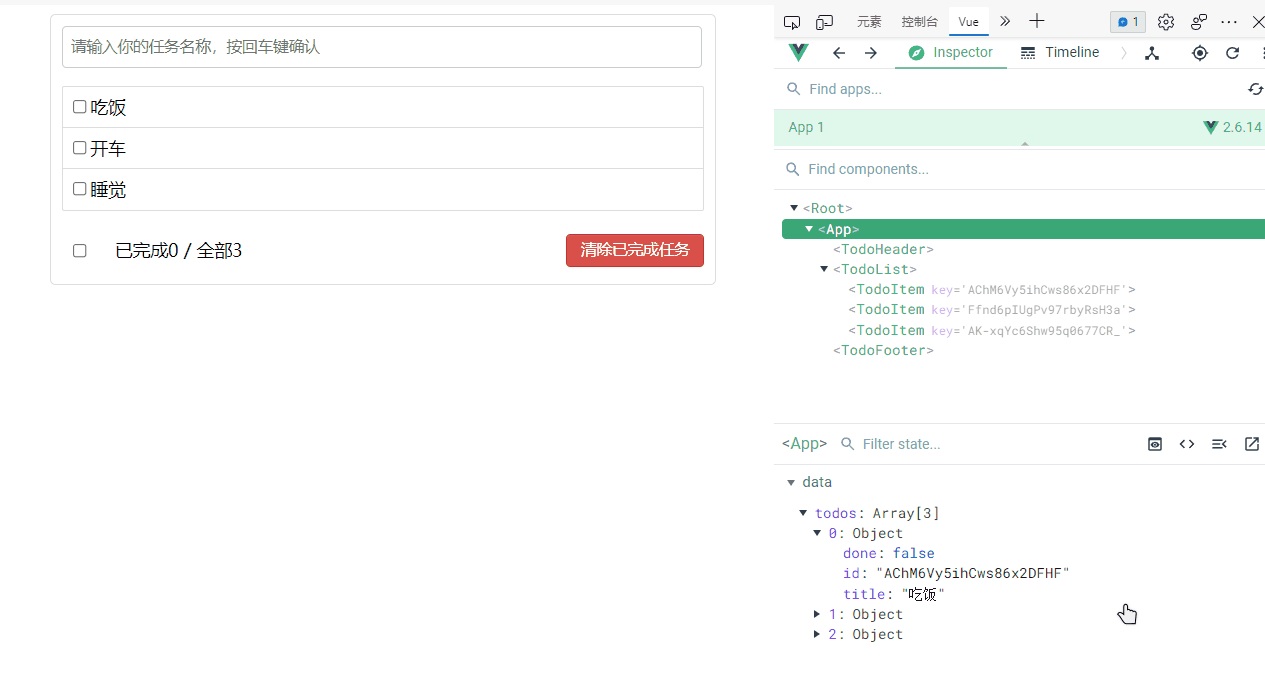 请输入你的任务名称，按回车键确认
吃饭
开车
睡觉
已完成0 / 全部3
清除已完成任务
元素 控制台 Vue 1
Inspector Timeline
Find apps...
App 1 2.6.14
Find components...
<Root>
<App>
<TodoHeader>
<TodoList>
<TodoItem key='AChM6Vy5ihCws86x2DFHF'>
<TodoItem key='Ffnd6pIUgPv97rbyRsH3a'>
<TodoItem key='AK-xqYc6Shw95q0677CR_'>
<TodoFooter>
<App> Filter state...
data
todos: Array[3]
0: Object
done: false
id: "AChM6Vy5ihCws86x2DFHF"
title: "吃饭"
1: Object
2: Object